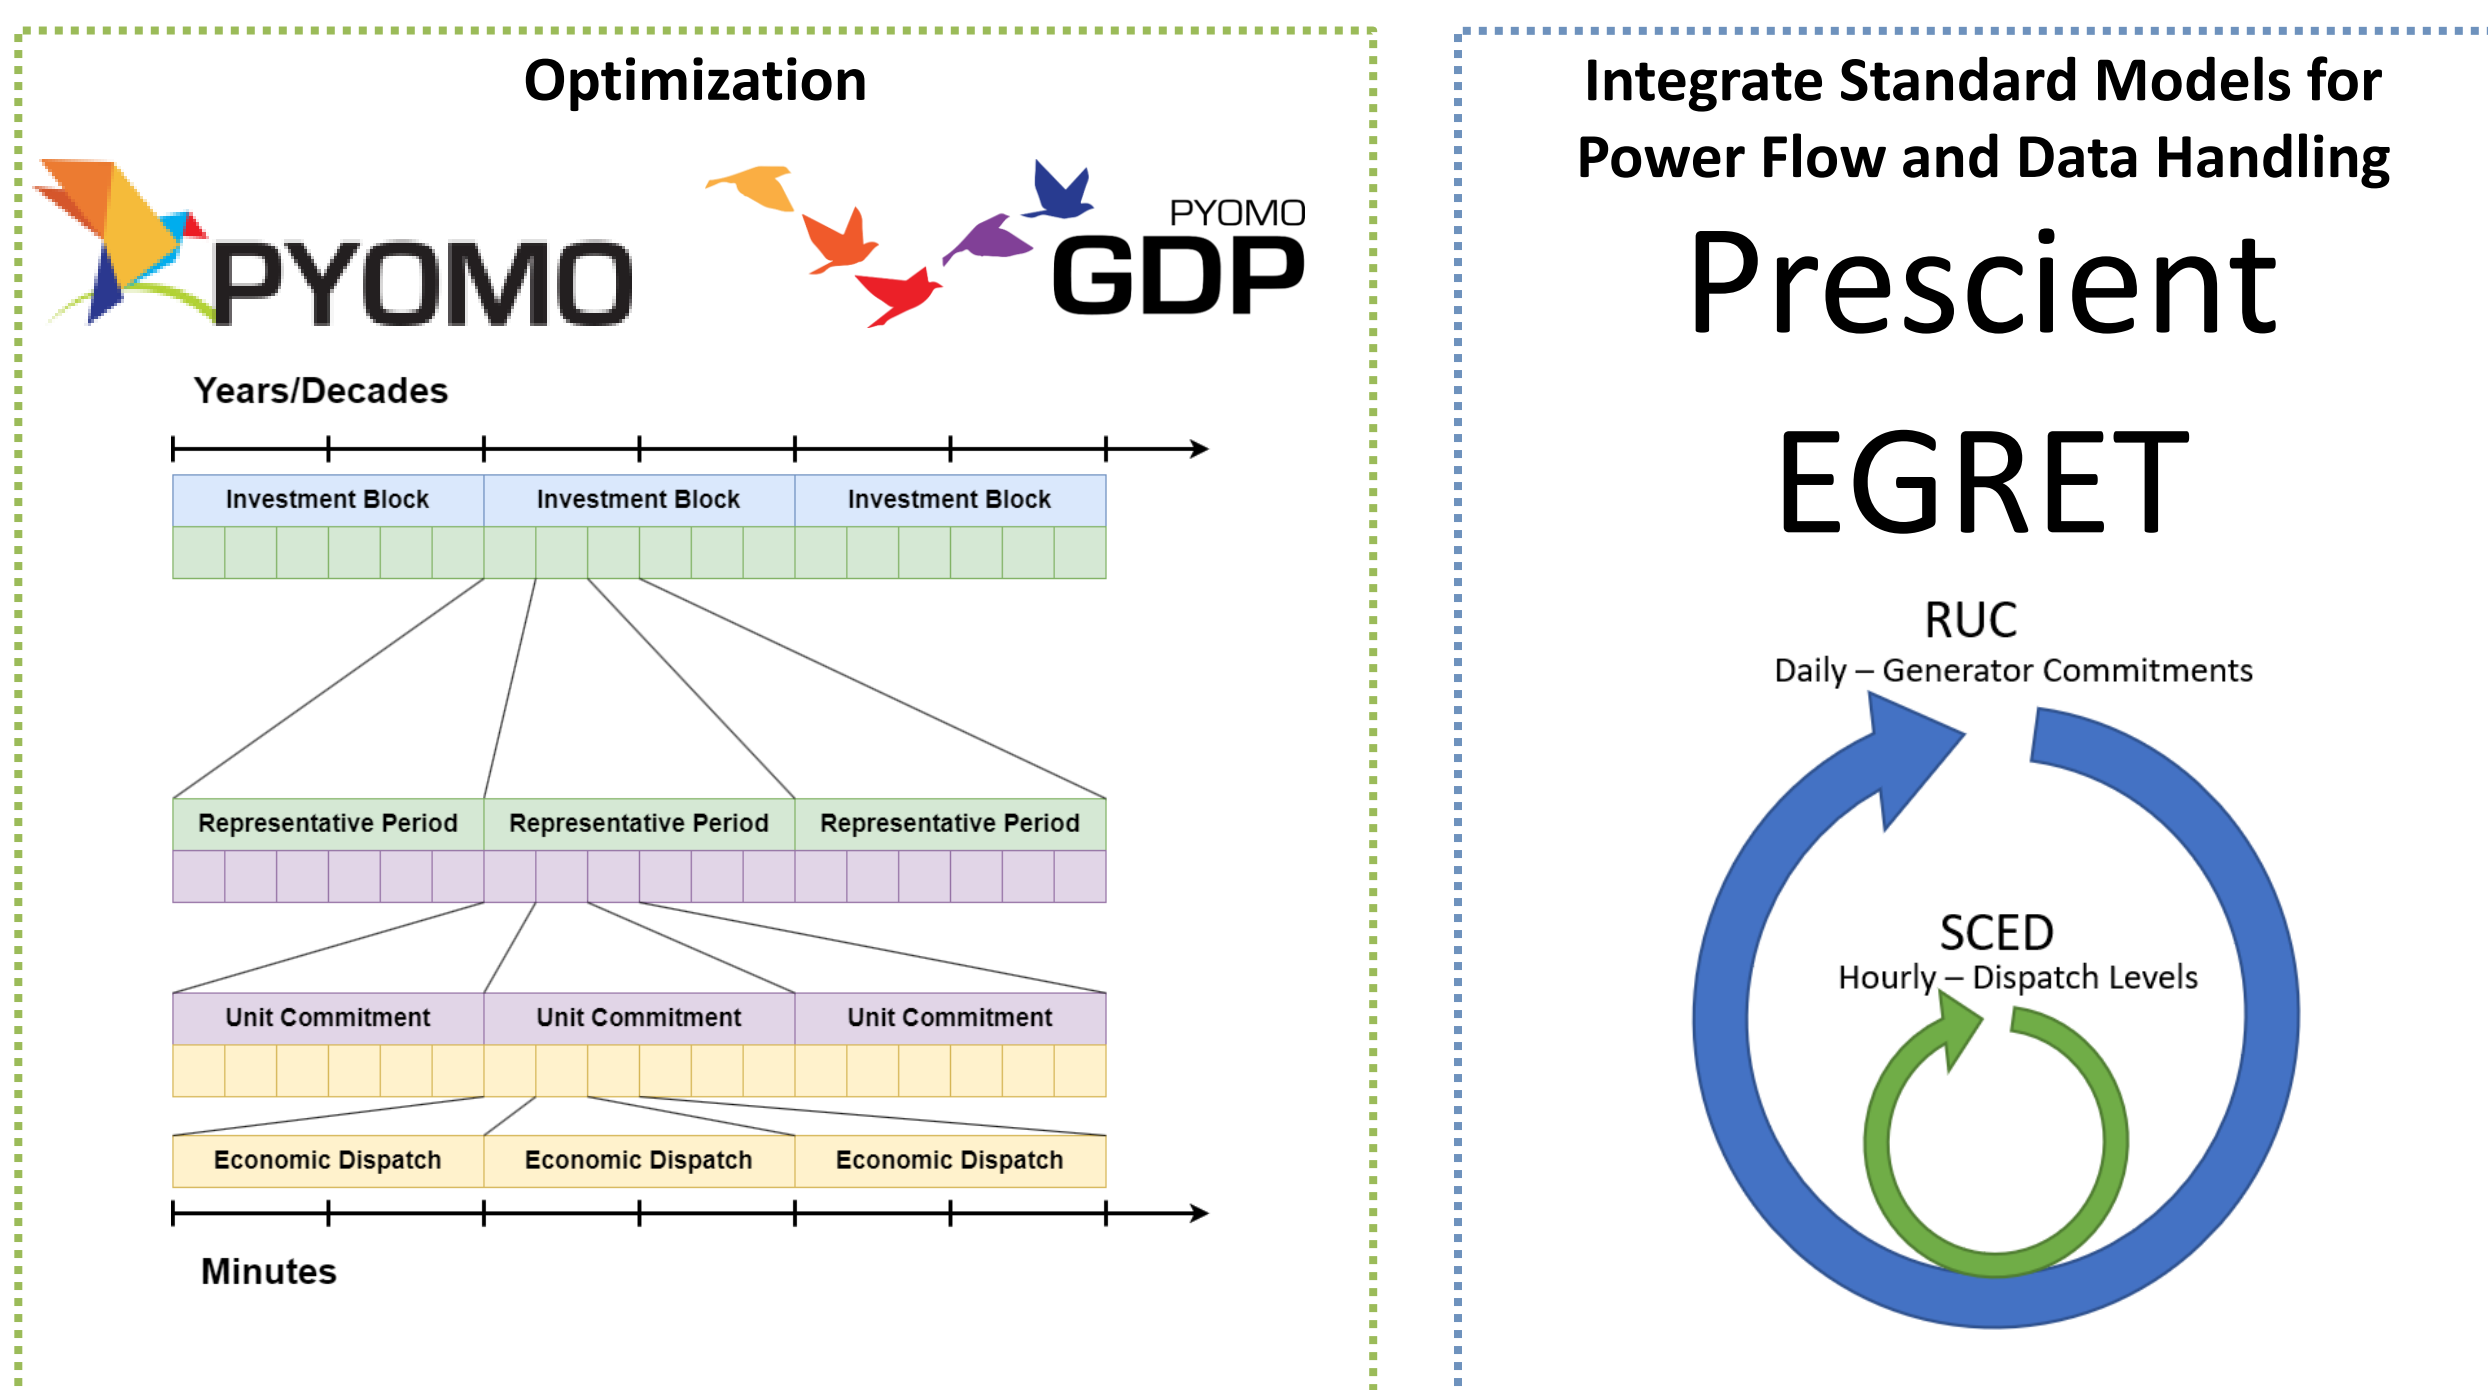 Optimization
PYOMO
PYOMO
GDP
Years/Decades
Investment Block Investment Block Investment Block
Representative Period Representative Period Representative Period
Unit Commitment Unit Commitment Unit Commitment
Economic Dispatch Economic Dispatch Economic Dispatch
Minutes
Integrate Standard Models for
Power Flow and Data Handling
Prescient
EGRET
RUC
Daily – Generator Commitments
SCED
Hourly – Dispatch Levels